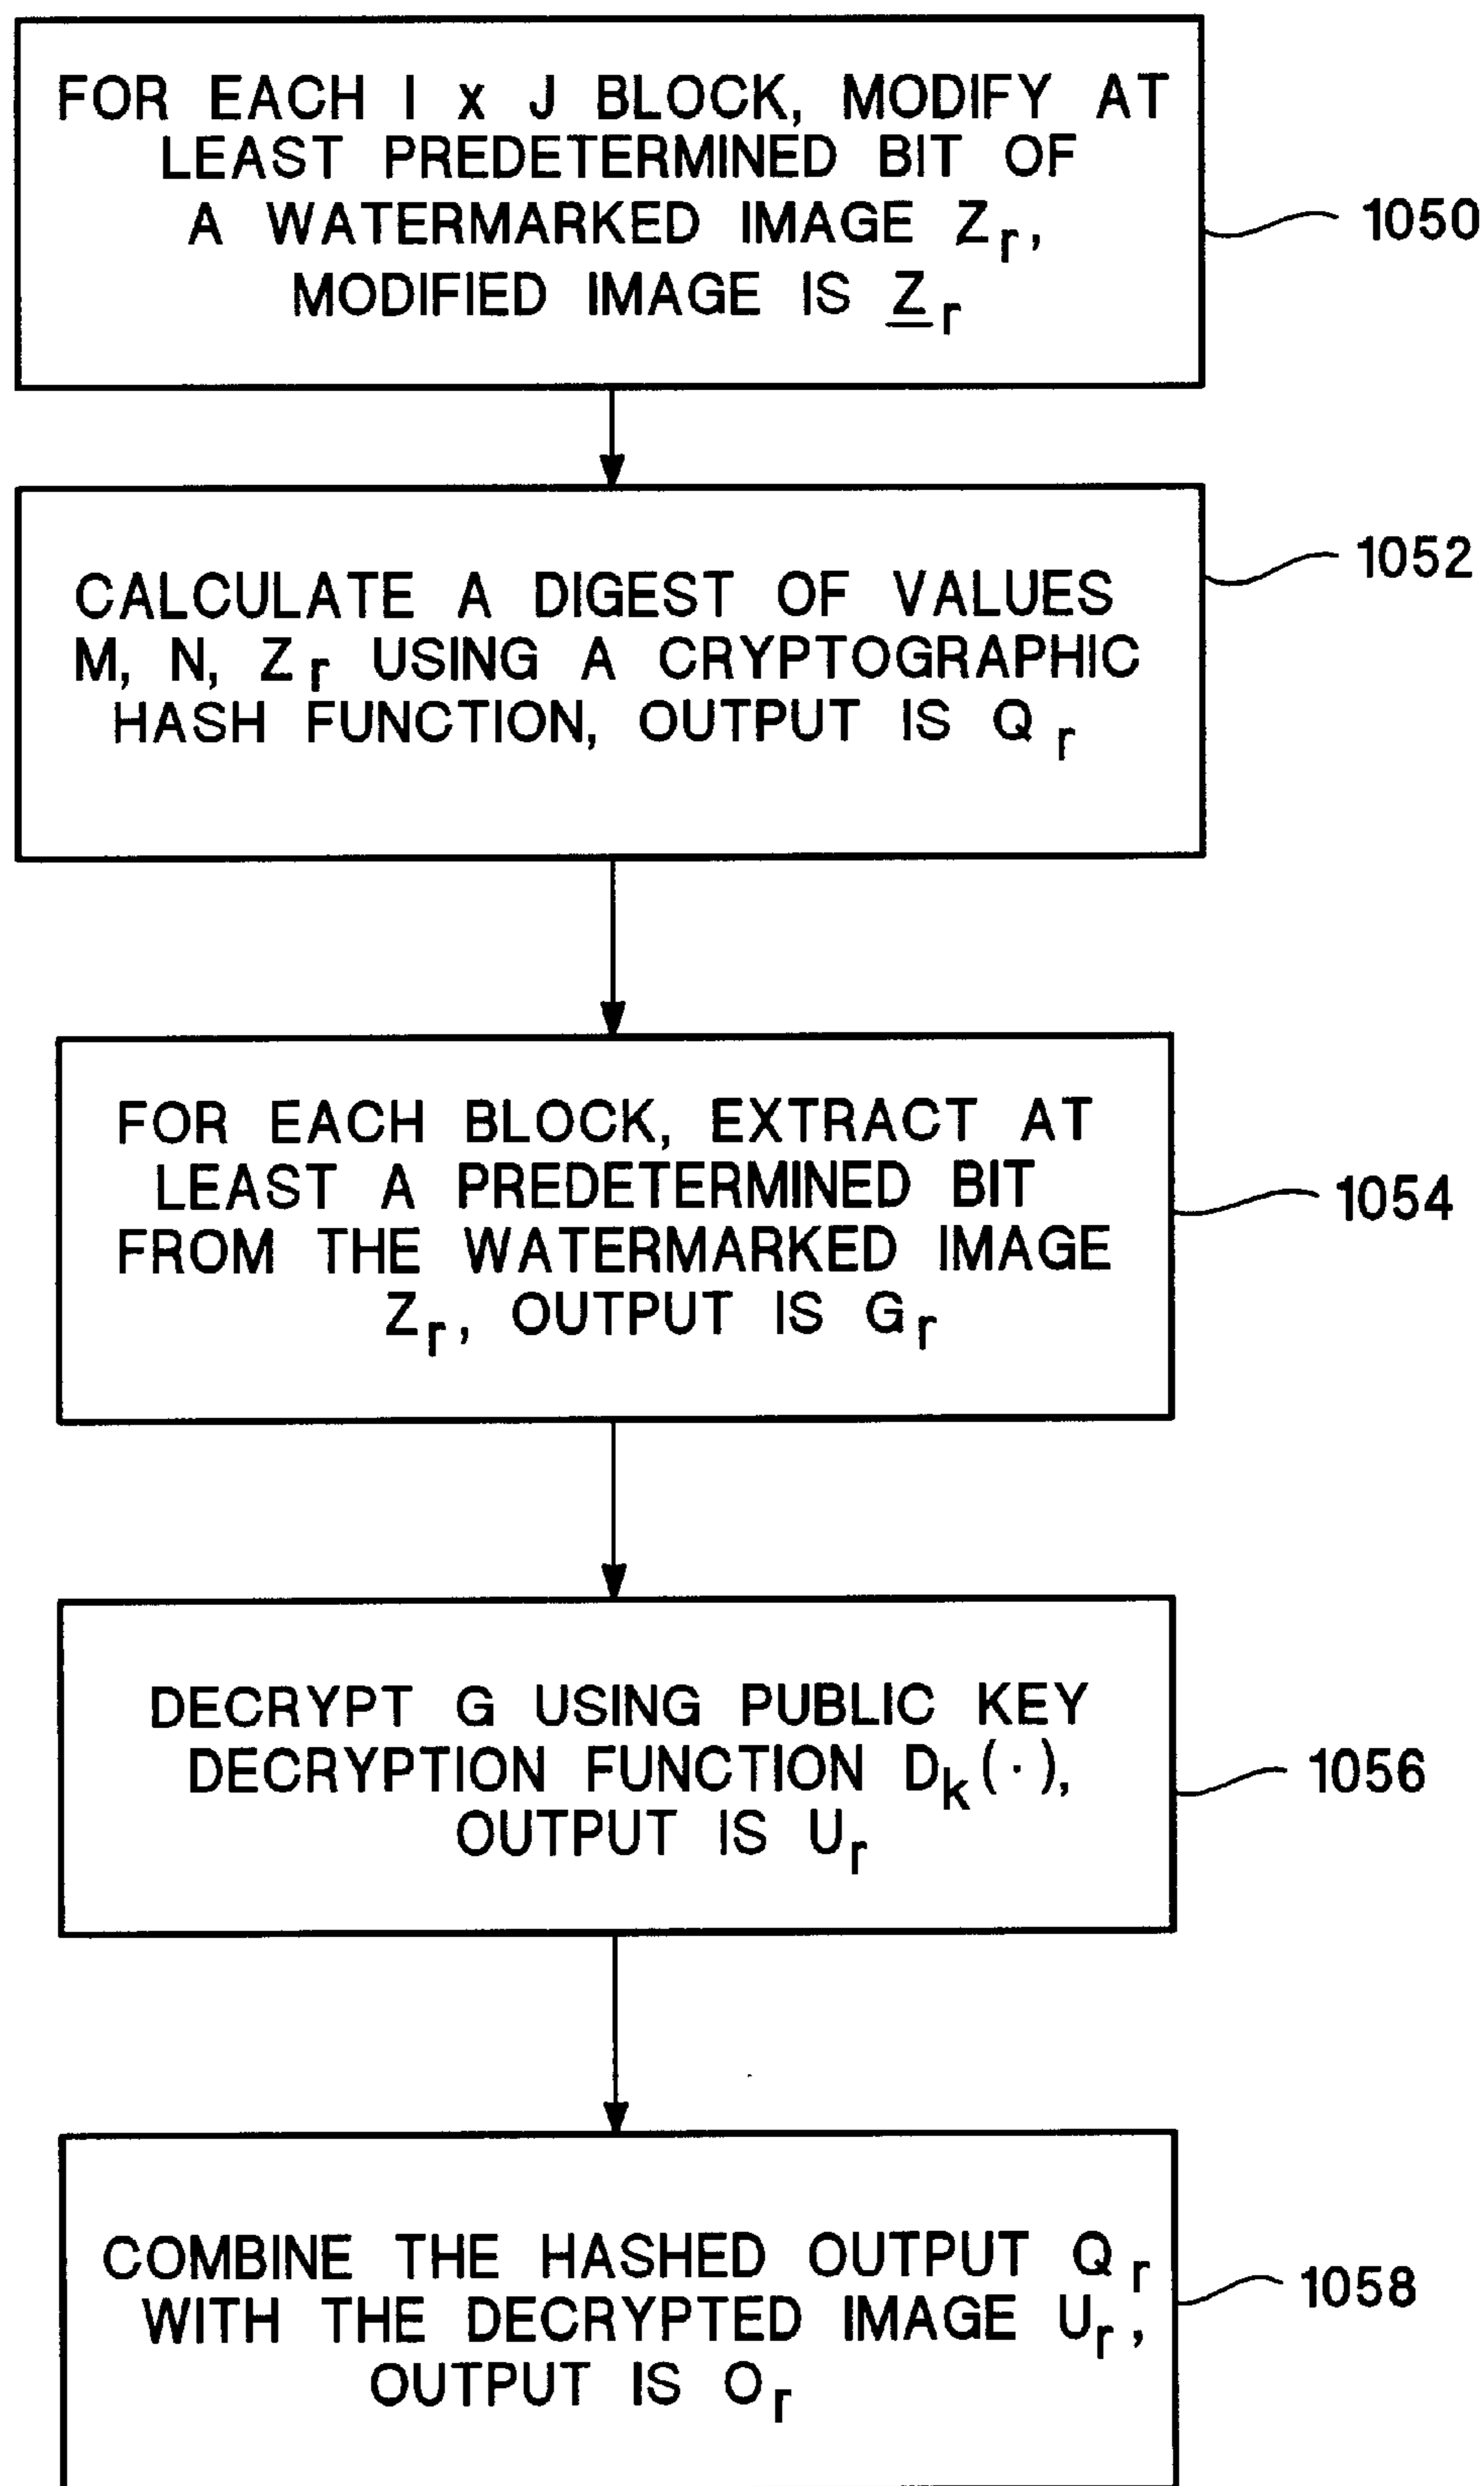 FOR EACH I x J BLOCK, MODIFY AT
LEAST PREDETERMINED BIT OF
A WATERMARKED IMAGE Zr,
MODIFIED IMAGE IS Zr
1050
CALCULATE A DIGEST OF VALUES
M, N, Zr USING A CRYPTOGRAPHIC
HASH FUNCTION, OUTPUT IS Qr
1052
FOR EACH BLOCK, EXTRACT AT
LEAST A PREDETERMINED BIT
FROM THE WATERMARKED IMAGE
Zr, OUTPUT IS Gr
1054
DECRYPT G USING PUBLIC KEY
DECRYPTION FUNCTION Dk(·),
OUTPUT IS Ur
1056
COMBINE THE HASHED OUTPUT Qr
WITH THE DECRYPTED IMAGE Ur,
OUTPUT IS Or
1058